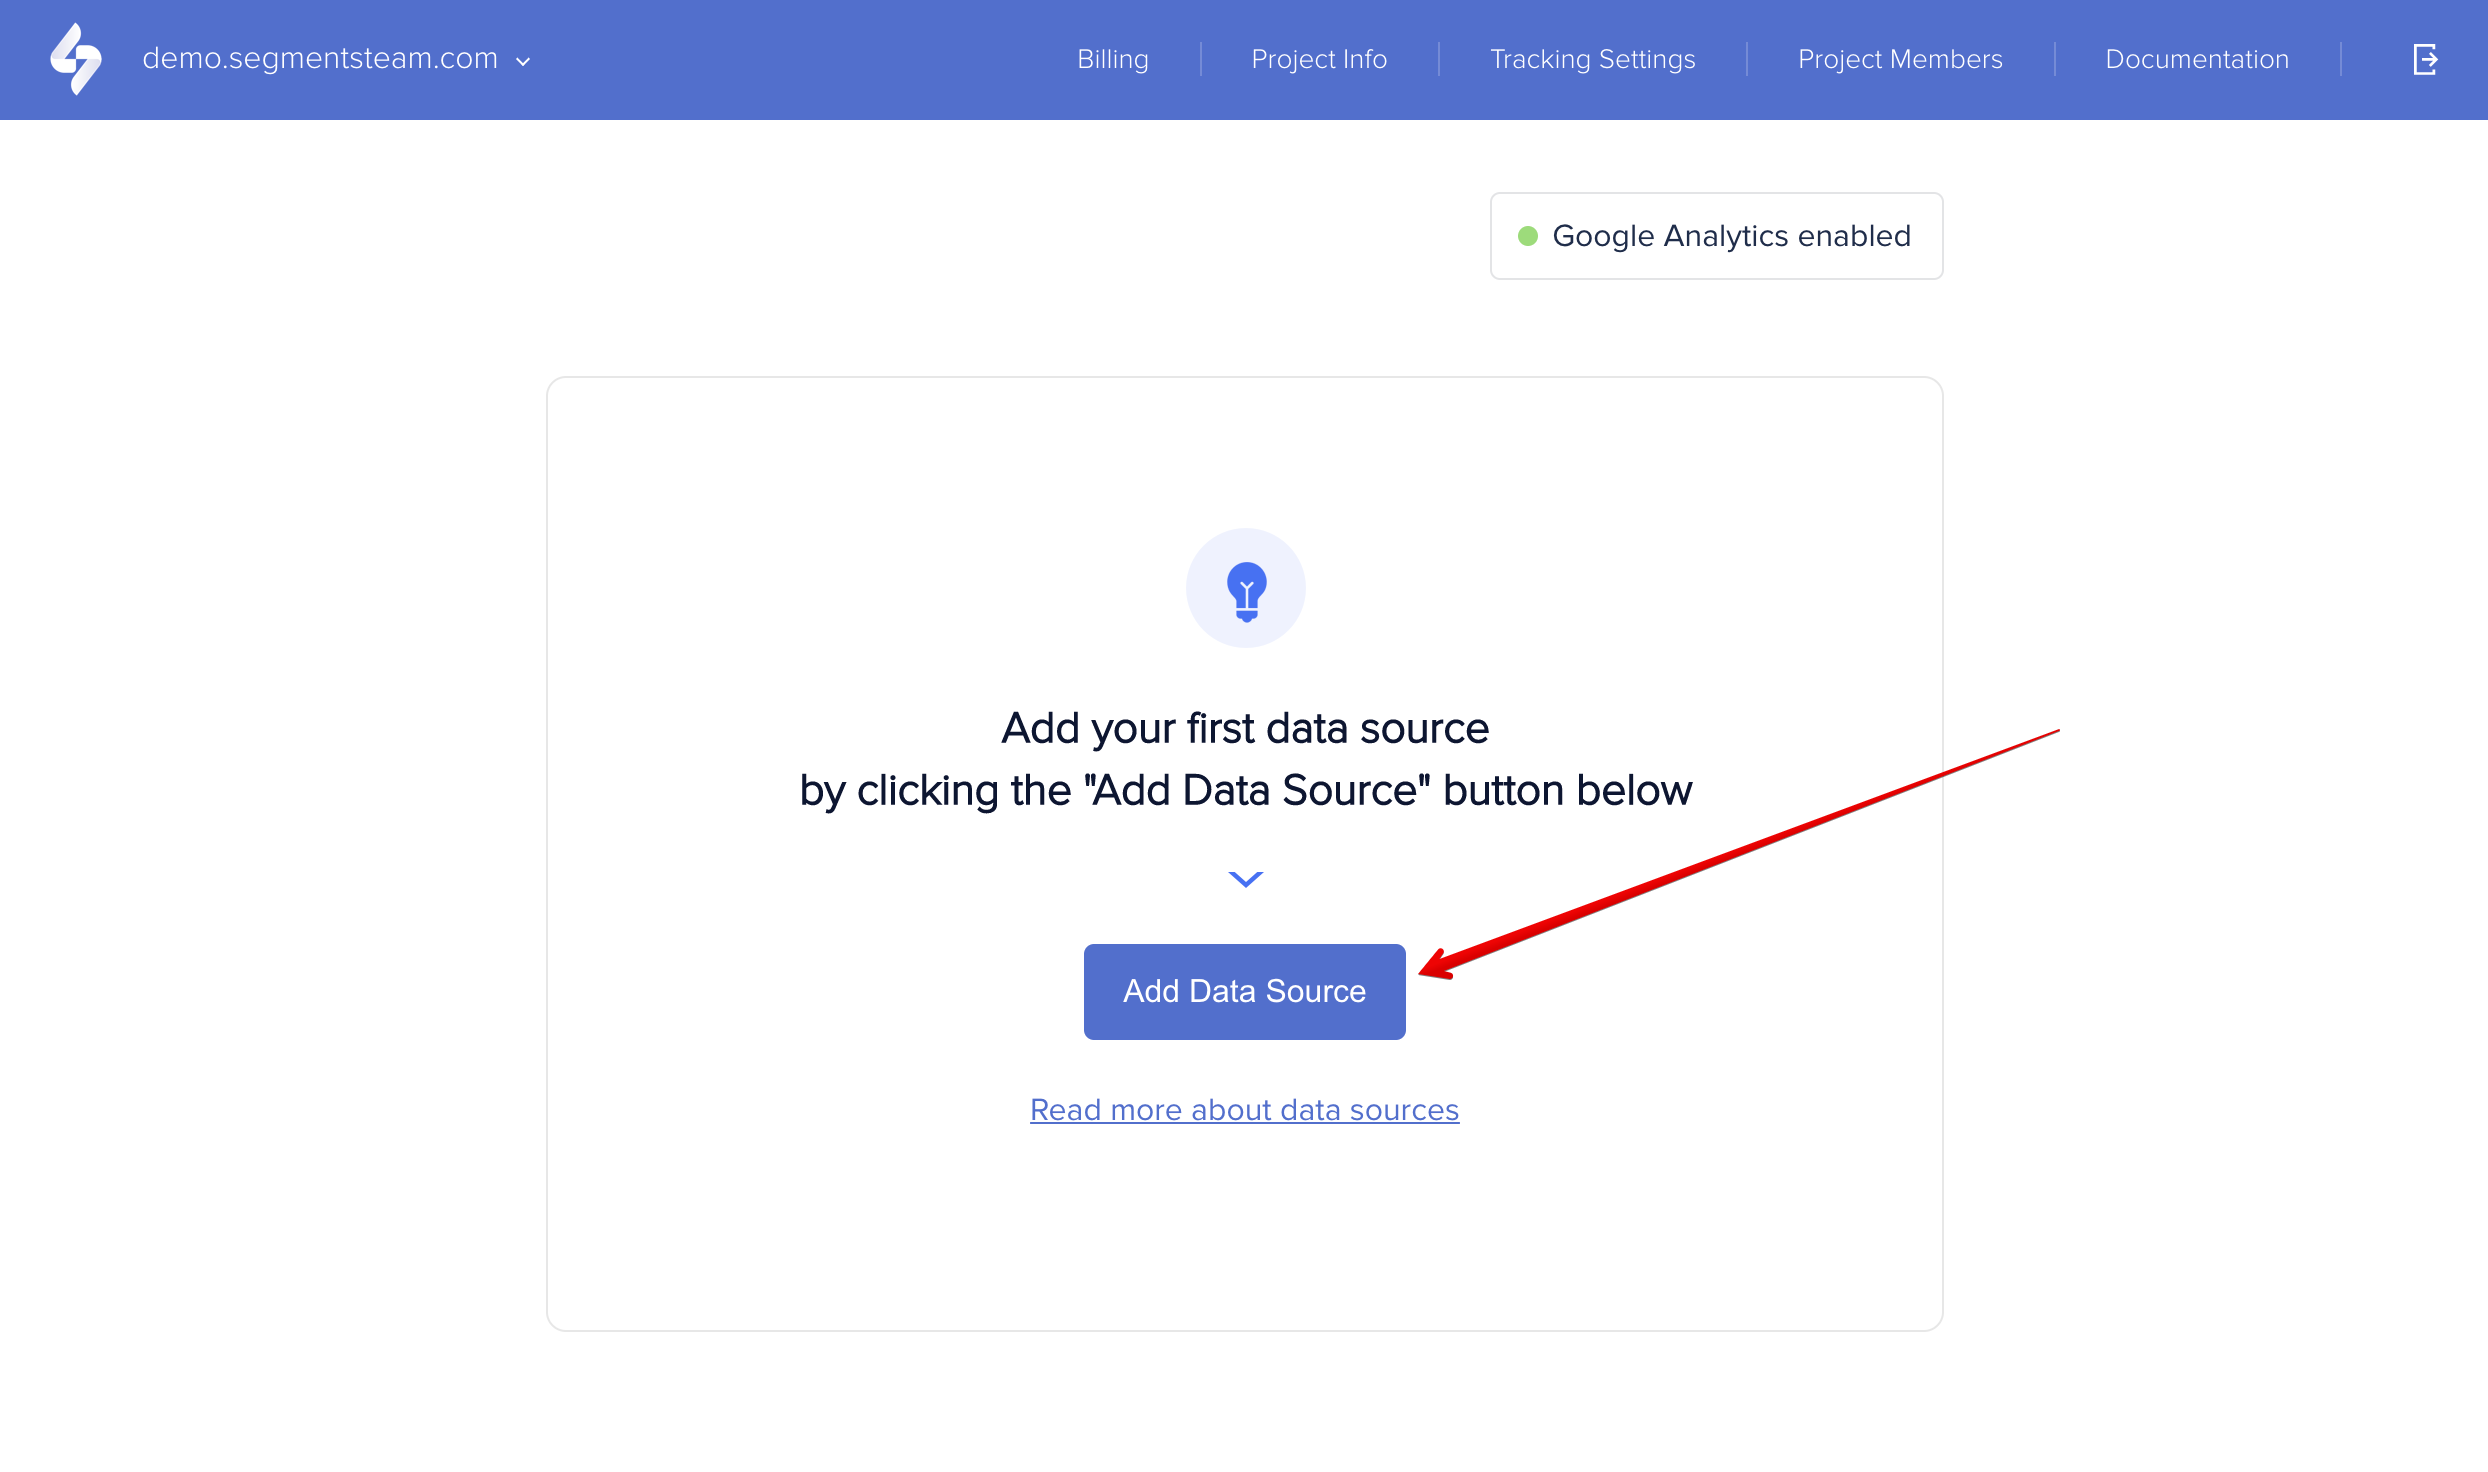 demo.segmentsteam.com
Billing
Project Info
Tracking Settings
Project Members
Documentation
Google Analytics enabled
Add your first data source
by clicking the "Add Data Source" button below
Add Data Source
Read more about data sources